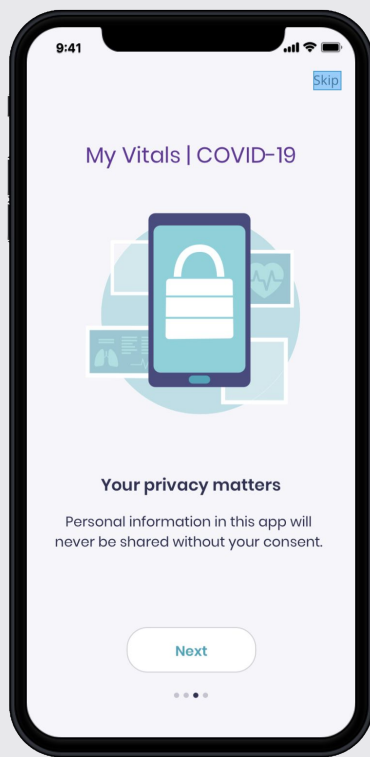 9:41
Skip
My Vitals | COVID-19
Your privacy matters
Personal information in this app will
never be shared without your consent.
Next